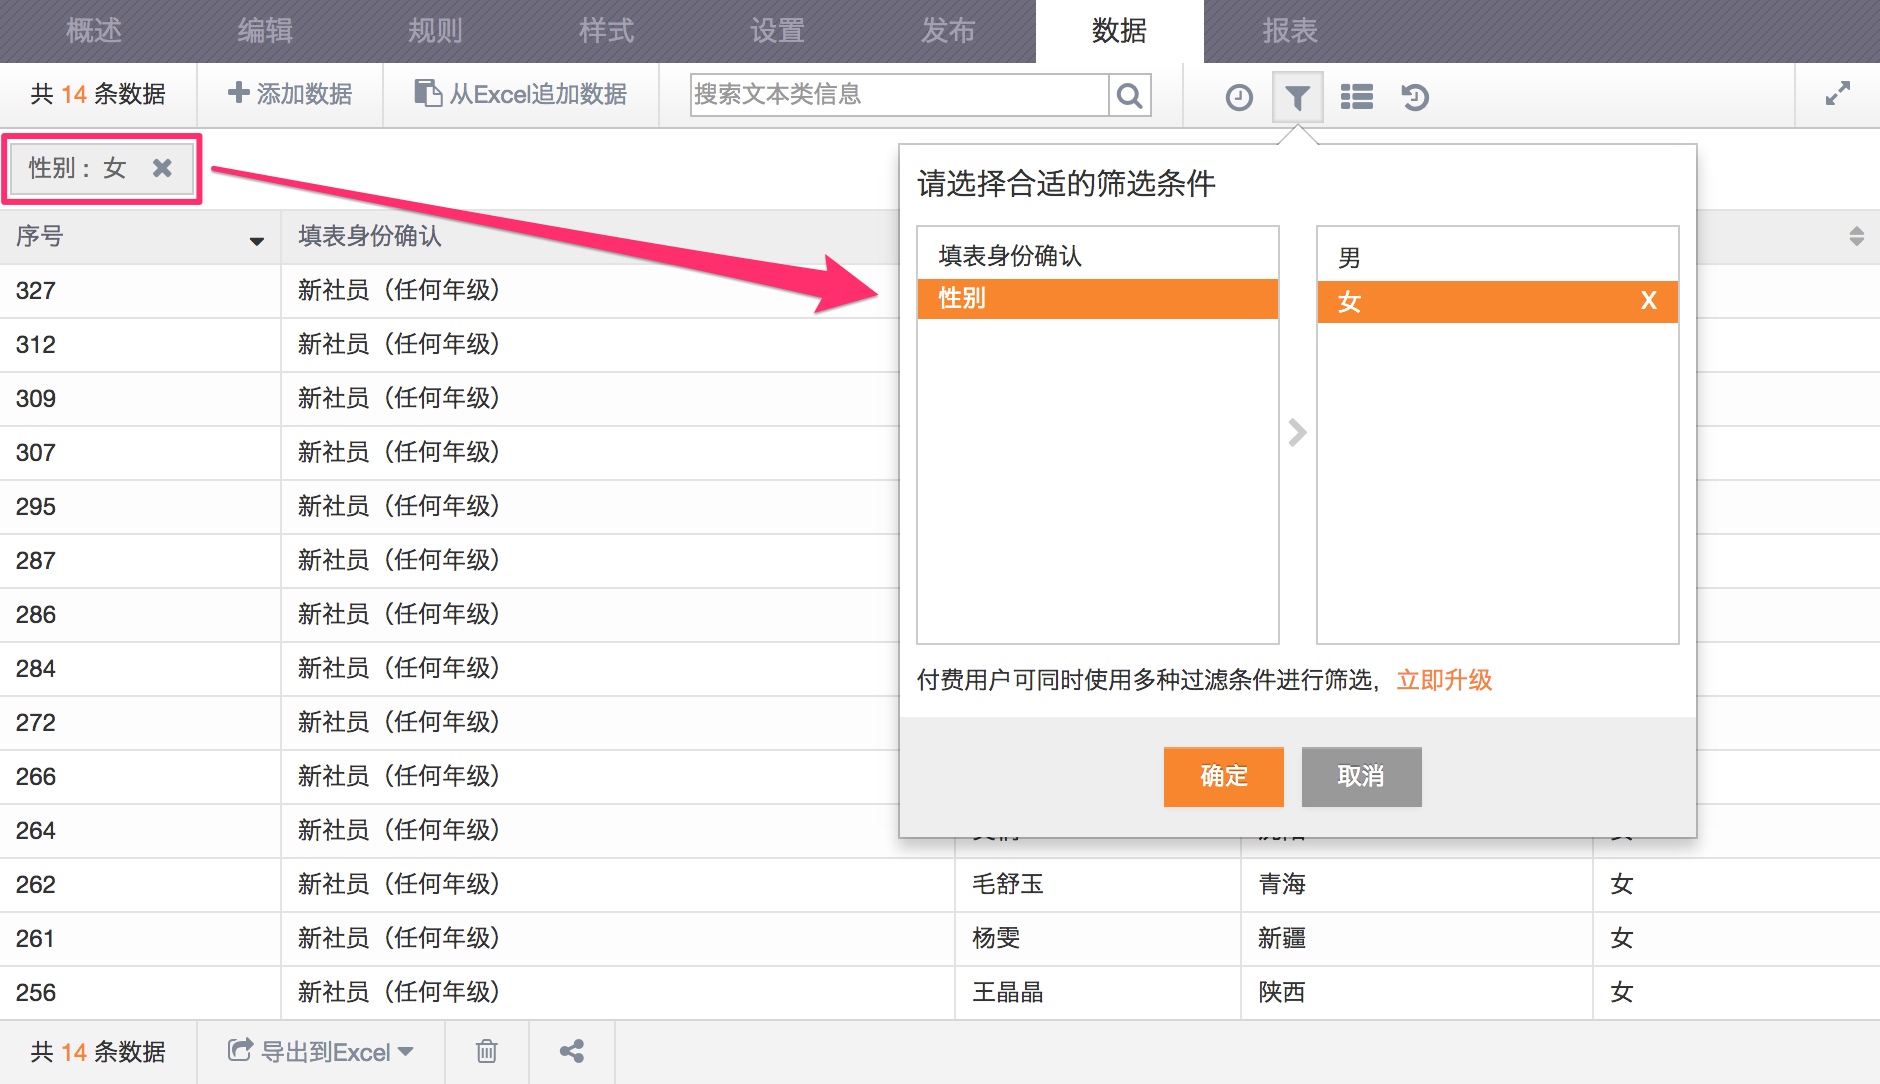 概述 编辑 规则 样式 设置 发布 数据 报表
共 14 条数据 添加数据 从Excel追加数据 搜索文本类信息
性别： 女
请选择合适的筛选条件
序号 填表身份确认
填表身份确认 男
性别 女 X
327 新社员（任何年级）
312 新社员（任何年级）
309 新社员（任何年级）
307 新社员（任何年级）
295 新社员（任何年级）
287 新社员（任何年级）
286 新社员（任何年级）
284 新社员（任何年级）
付费用户可同时使用多种过滤条件进行筛选， 立即升级
272 新社员（任何年级）
266 新社员（任何年级）
确定 取消
264 新社员（任何年级）
262 新社员（任何年级） 毛舒玉 青海 女
261 新社员（任何年级） 杨雯 新疆 女
256 新社员（任何年级） 王晶晶 陕西 女
共 14 条数据 导出到Excel